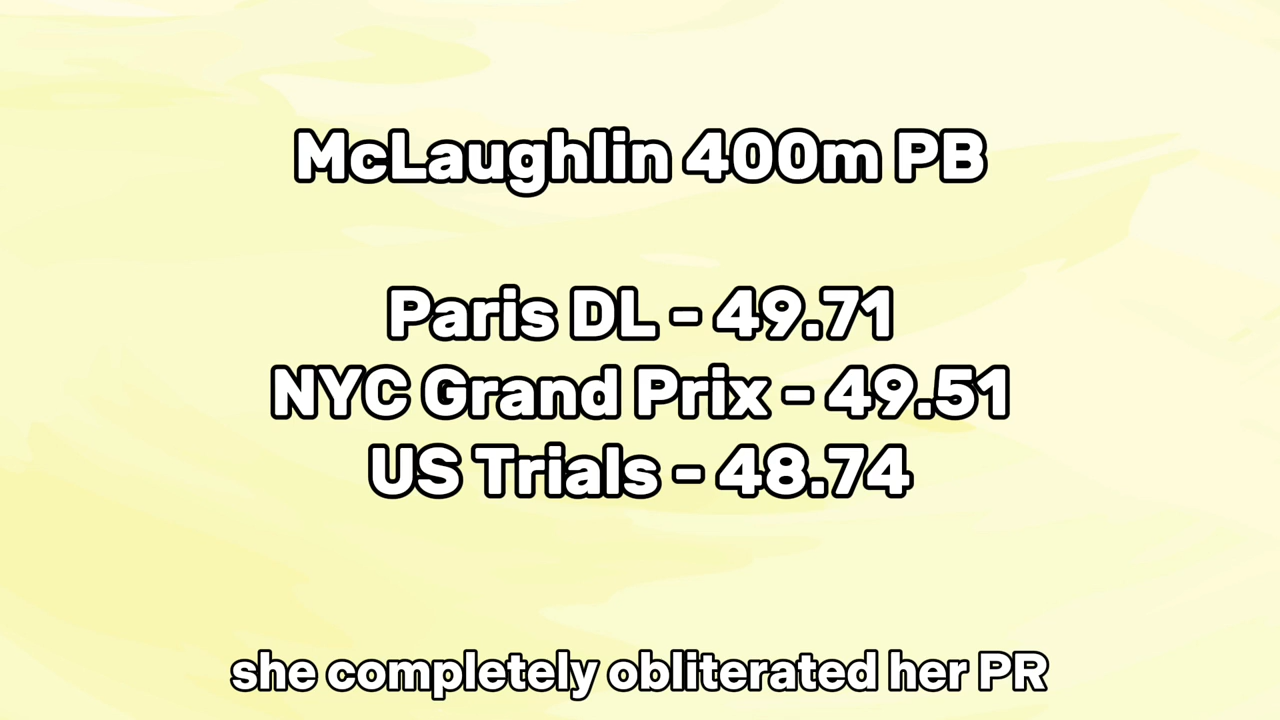 McLaughlin 400m PB
Paris DL - 49.71
NYC Grand Prix - 49.51
US Trials - 48.74
she completely obliterated her PR